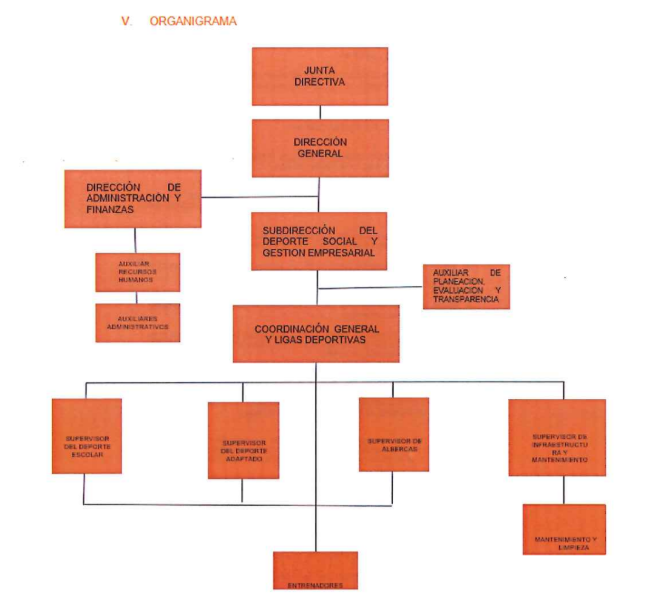 V. ORGANIGRAMA
JUNTA
DIRECTIVA
DIRECCIÓN
GENERAL
DIRECCIÓN DE
ADMINISTRACIÓN Y
FINANZAS
SUBDIRECCIÓN DEL
DEPORTE SOCIAL Y
GESTION EMPRESARIAL
AUXILIAR
RECURSOS
HUMANOS
AUXILIAR DE
PLANEACION,
EVALUACION Y
TRANSPARENCIA
AUXILIARES
ADMINISTRATIVOS
COORDINACIÓN GENERAL
Y LIGAS DEPORTIVAS
SUPERVISOR
DEL DEPORTE
ESCOLAR
SUPERVISOR
DEL DEPORTE
ADAPTADO
SUPERVISOR DE
ALBERCAS
SUPERVISOR DE
INFRAESTRUCTU
RA Y
MANTENIMIENTO
MANTENIMIENTO Y
LIMPIEZA
ENTRENADORES